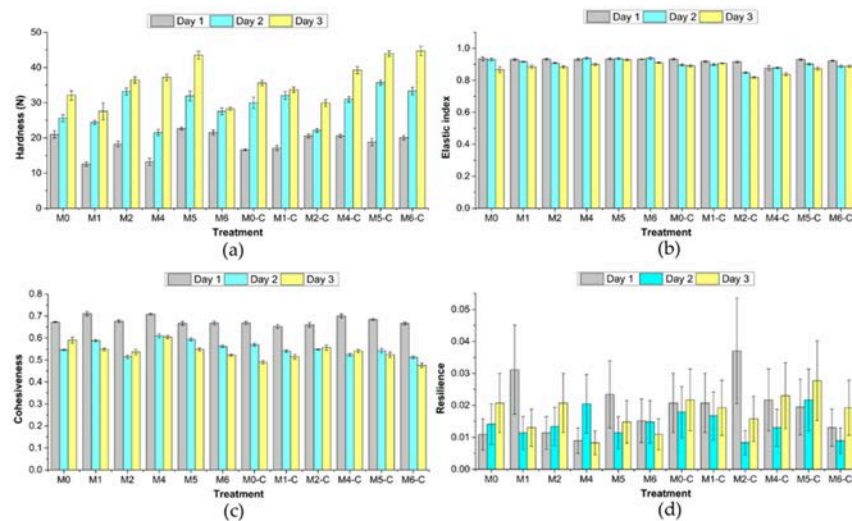 Day 1 Day 2 Day 3
Day 1 Day 2 Day 3
50
40
30
20
10
0
Hardness (N)
M0 M1 M2 M4 M5 M6 M0-C M1-C M2-C M4-C M5-C M6-C
Treatment
(a)
1.0
0.8
0.6
0.4
0.2
0.0
Elastic index
M0 M1 M2 M4 M5 M6 M0-C M1-C M2-C M4-C M5-C M6-C
Treatment
(b)
Day 1 Day 2 Day 3
Day 1 Day 2 Day 3
0.8
0.7
0.6
0.5
0.4
0.3
0.2
0.1
0.0
Cohesiveness
M0 M1 M2 M4 M5 M6 M0-C M1-C M2-C M4-C M5-C M6-C
Treatment
(c)
0.05
0.04
0.03
0.02
0.01
0.00
Resilience
M0 M1 M2 M4 M5 M6 M0-C M1-C M2-C M4-C M5-C M6-C
Treatment
(d)